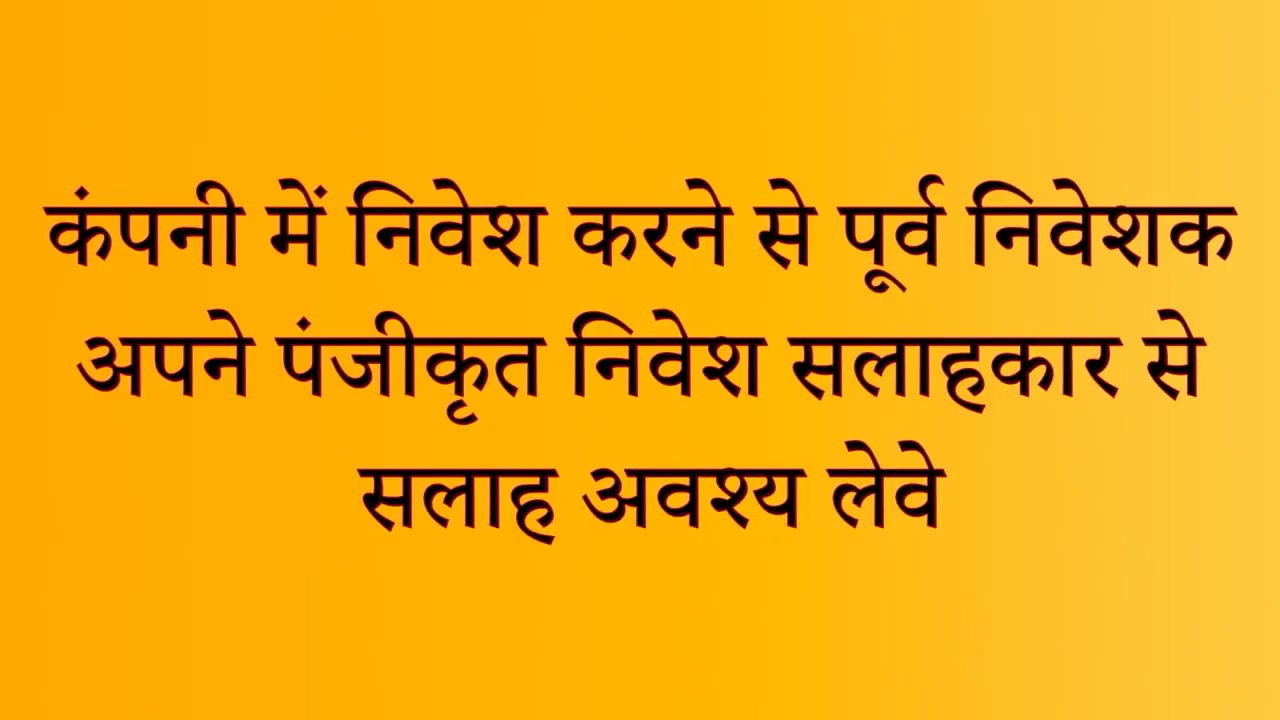 कंपनी में निवेश करने से पूर्व निवेशक
अपने पंजीकृत निवेश सलाहकार से
सलाह अवश्य लेवे